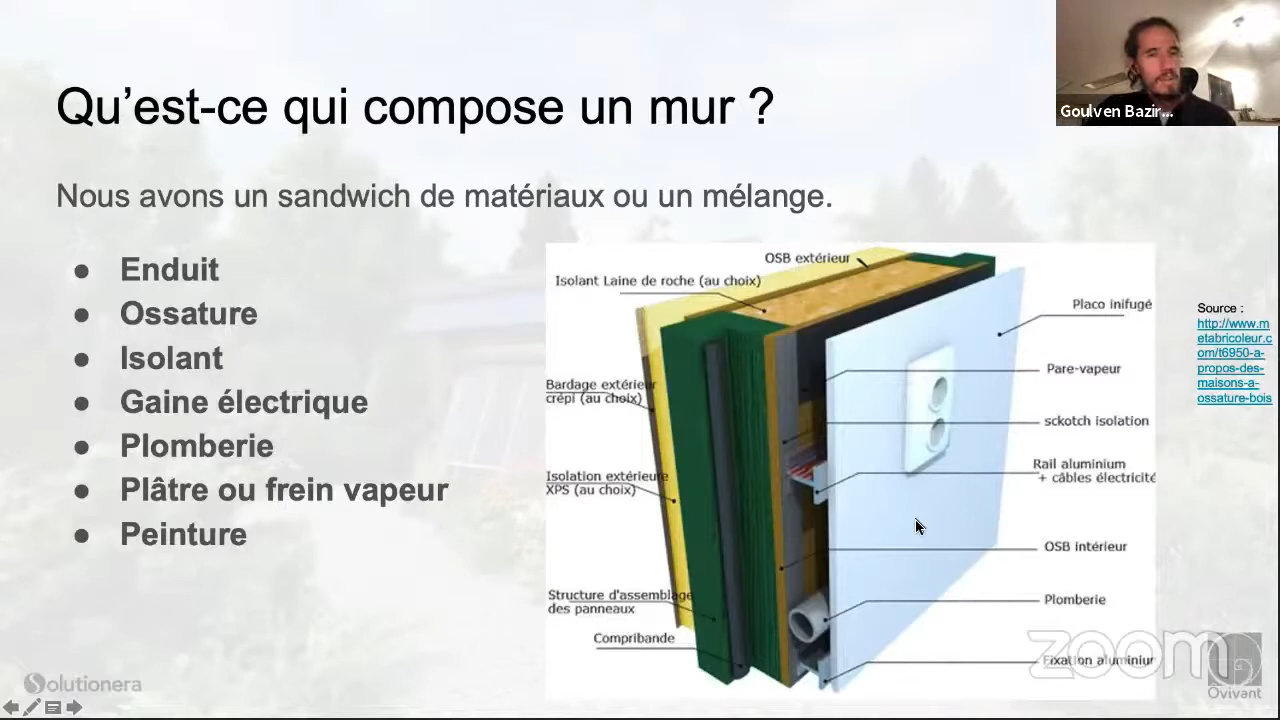 Goulven Bazir...
Qu’est-ce qui compose un mur ?
Nous avons un sandwich de matériaux ou un mélange.
● Enduit
● Ossature
● Isolant
● Gaine électrique
● Plomberie
● Plâtre ou frein vapeur
● Peinture
OSB extérieur
Isolant Laine de roche (au choix)
Placo inifugé
Pare-vapeur
Bardage extérieur
crépi (au choix)
sckotch isolation
Rail aluminium
+ câbles électricité
Isolation extérieure
XPS (au choix)
OSB intérieur
Structure d'assemblage
des panneaux
Plomberie
Compribande
Fixation aluminium
Source :
http://www.m
etabricoleur.c
om/t6950-a-
propos-des-
maisons-a-
ossature-bois
zoom
Solutionera
Ovivant